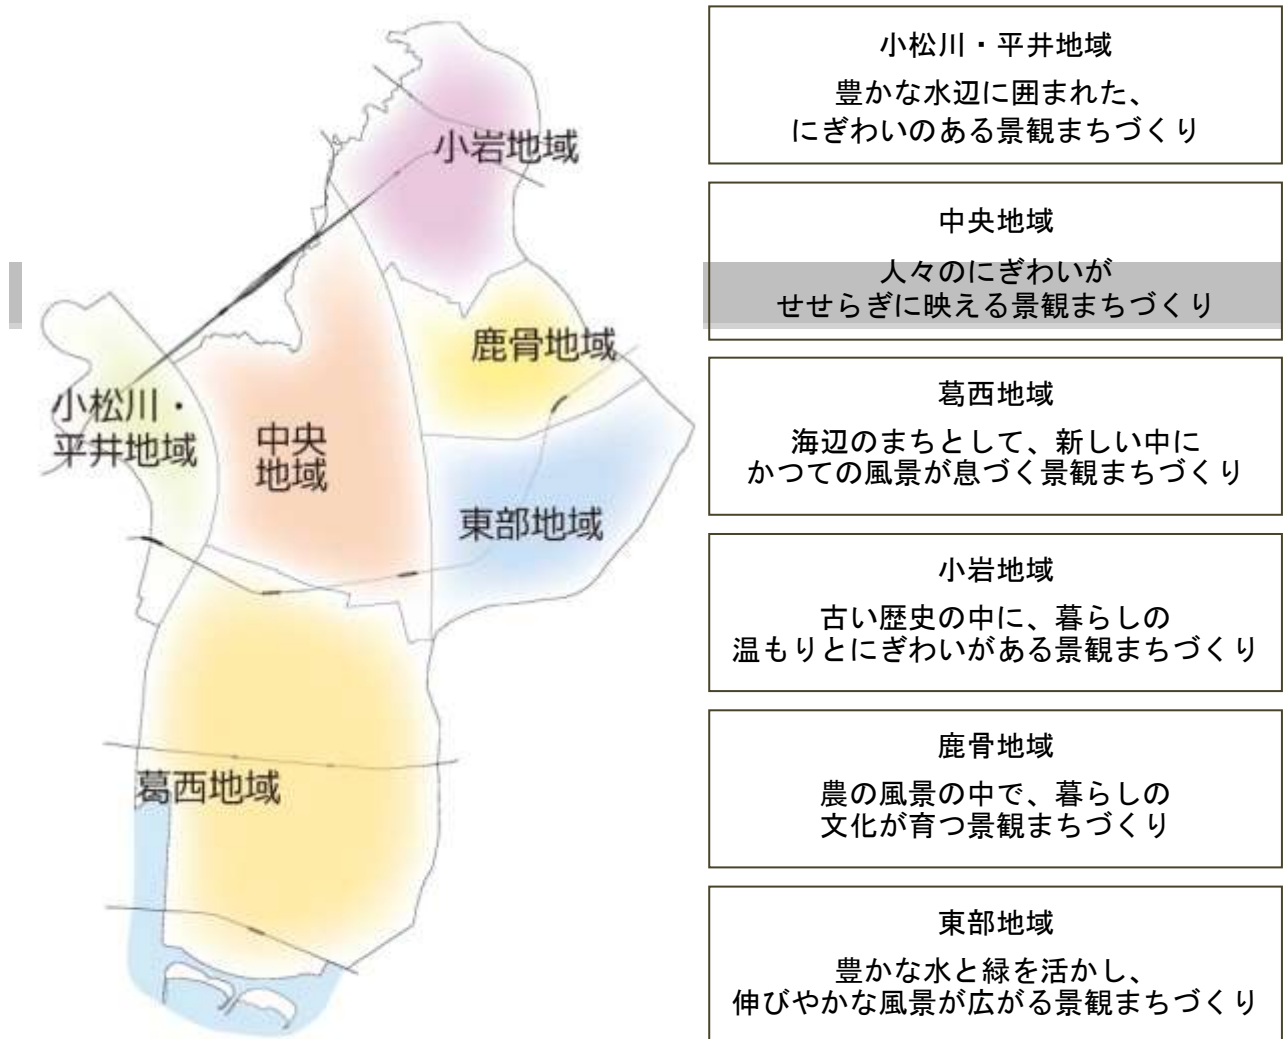 小岩地域
鹿骨地域
小松川・
平井地域
中央
地域
東部地域
葛西地域
小松川・平井地域
豊かな水辺に囲まれた、
にぎわいのある景観まちづくり
中央地域
人々のにぎわいが
せせらぎに映える景観まちづくり
葛西地域
海辺のまちとして、新しい中に
かつての風景が息づく景観まちづくり
小岩地域
古い歴史の中に、暮らしの
温もりとにぎわいがある景観まちづくり
鹿骨地域
農の風景の中で、暮らしの
文化が育つ景観まちづくり
東部地域
豊かな水と緑を活かし、
伸びやかな風景が広がる景観まちづくり